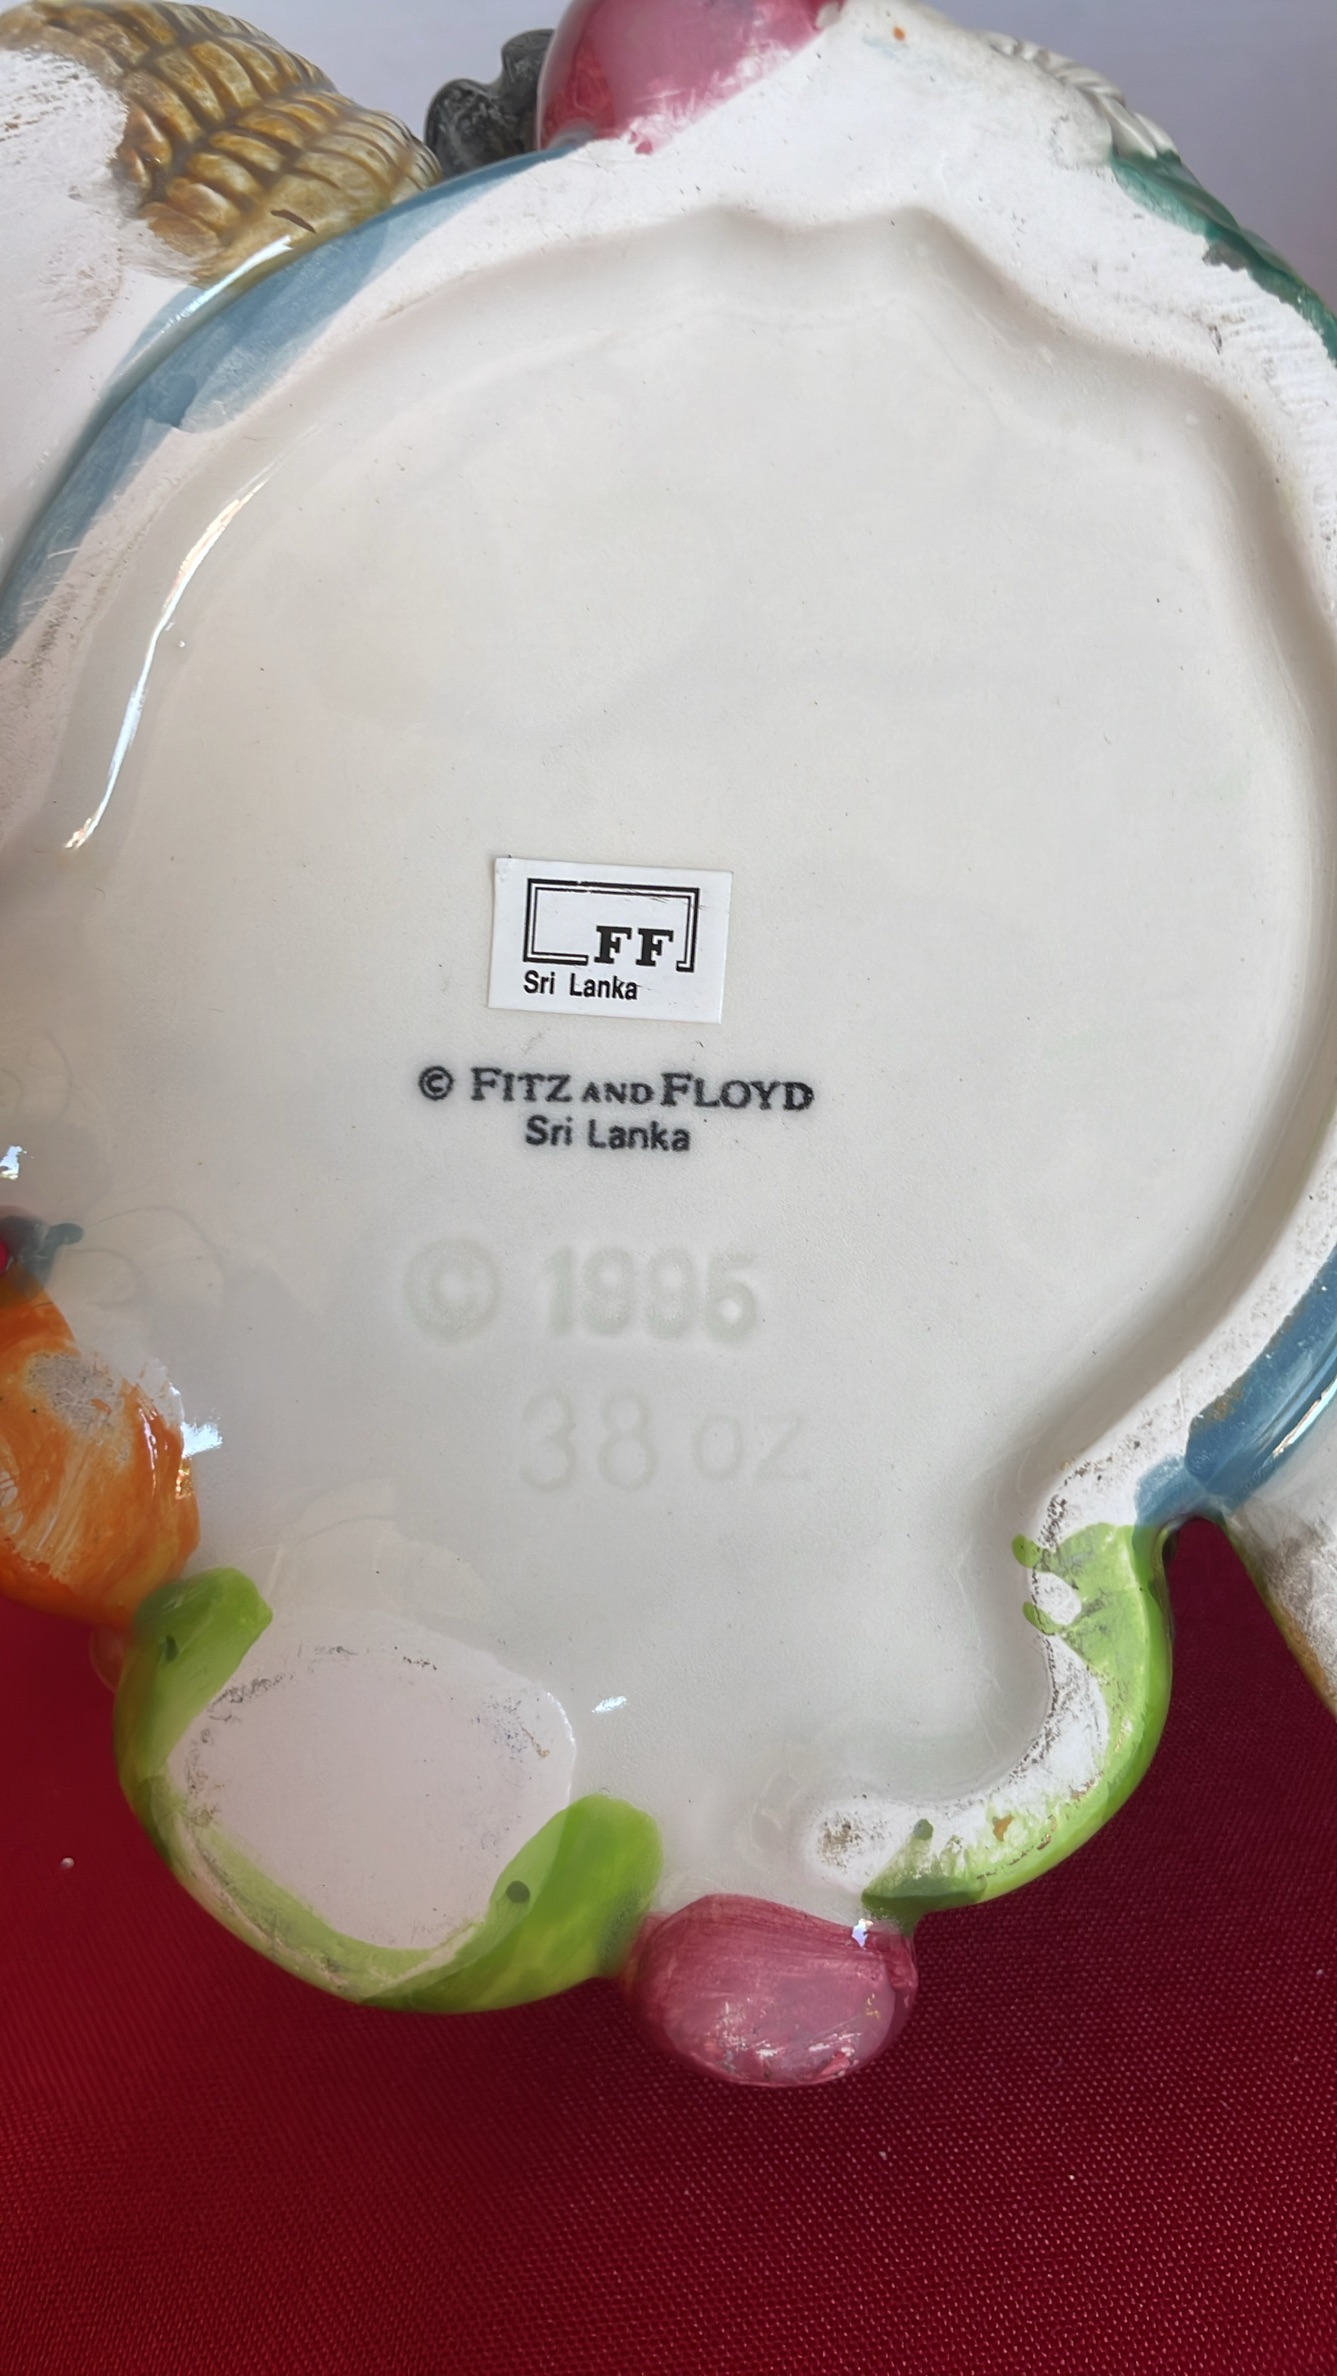 FF
Sri Lanka
© FITZ AND FLOYD
Sri Lanka
© 1995
38 OZ